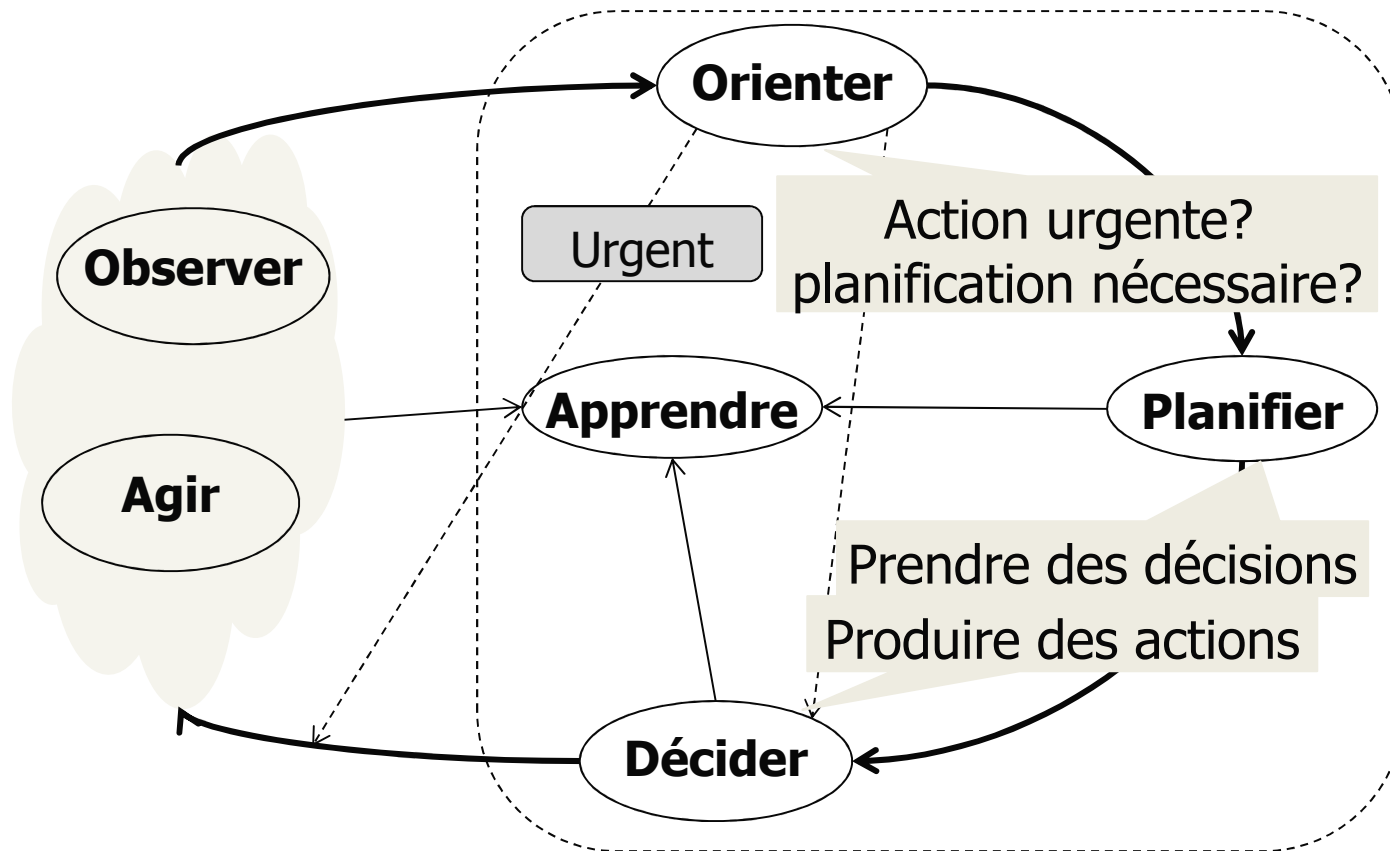 Orienter
Action urgente?
planification nécessaire?
Urgent
Observer
Apprendre
Planifier
Agir
Prendre des décisions
Produire des actions
Décider